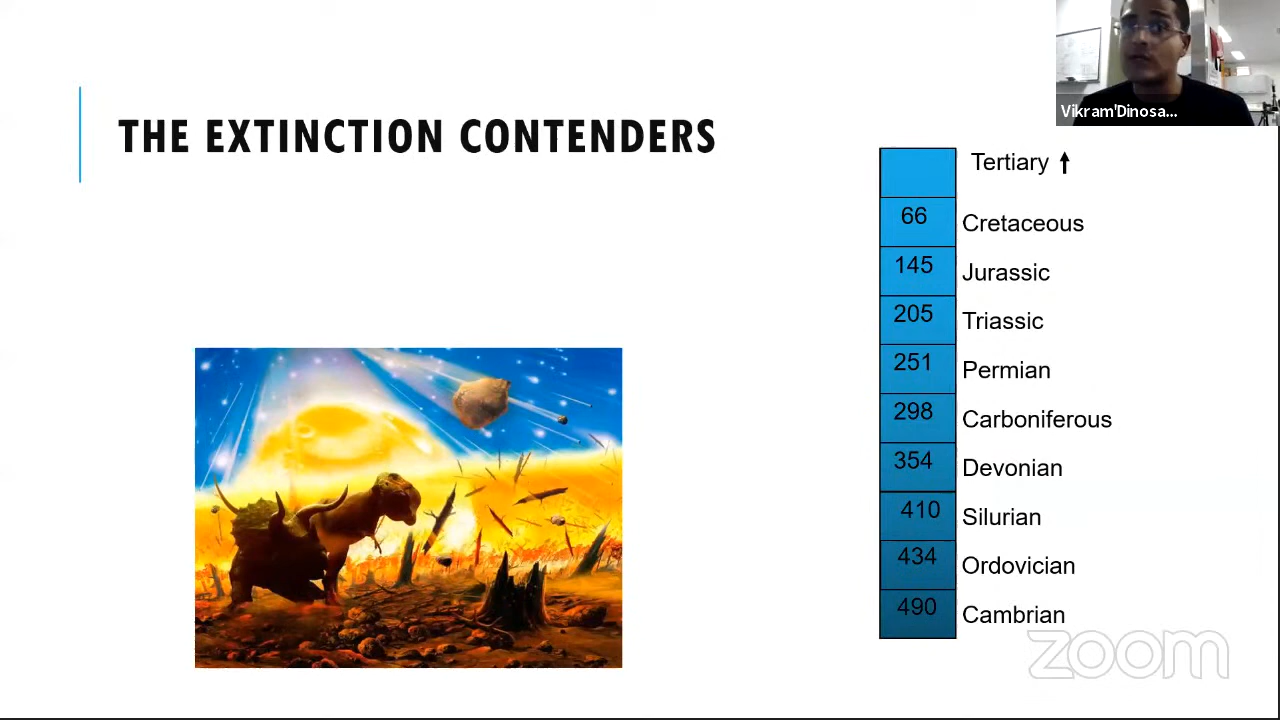 Vikram'Dinosa...
THE EXTINCTION CONTENDERS
Tertiary ↑
66 Cretaceous
145 Jurassic
205 Triassic
251 Permian
298 Carboniferous
354 Devonian
410 Silurian
434 Ordovician
490 Cambrian
zoom